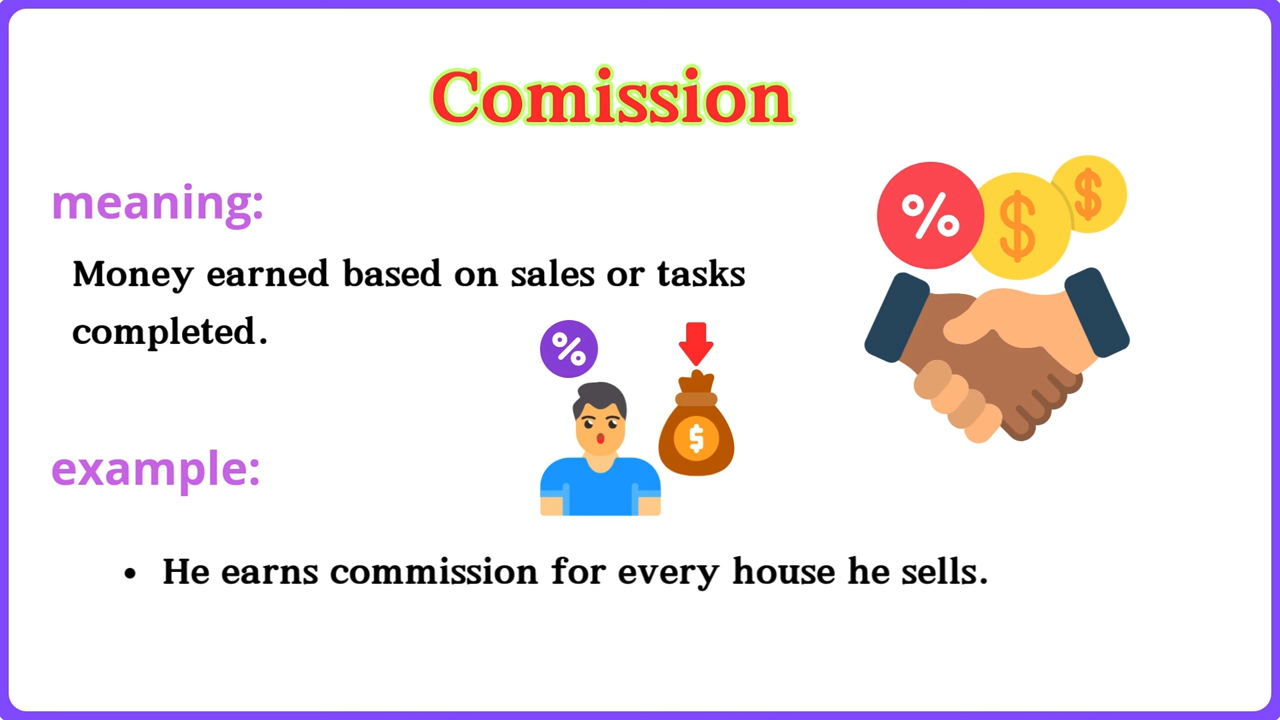 Comission
meaning:
Money earned based on sales or tasks
completed.
%
$
$
%
$
example:
• He earns commission for every house he sells.